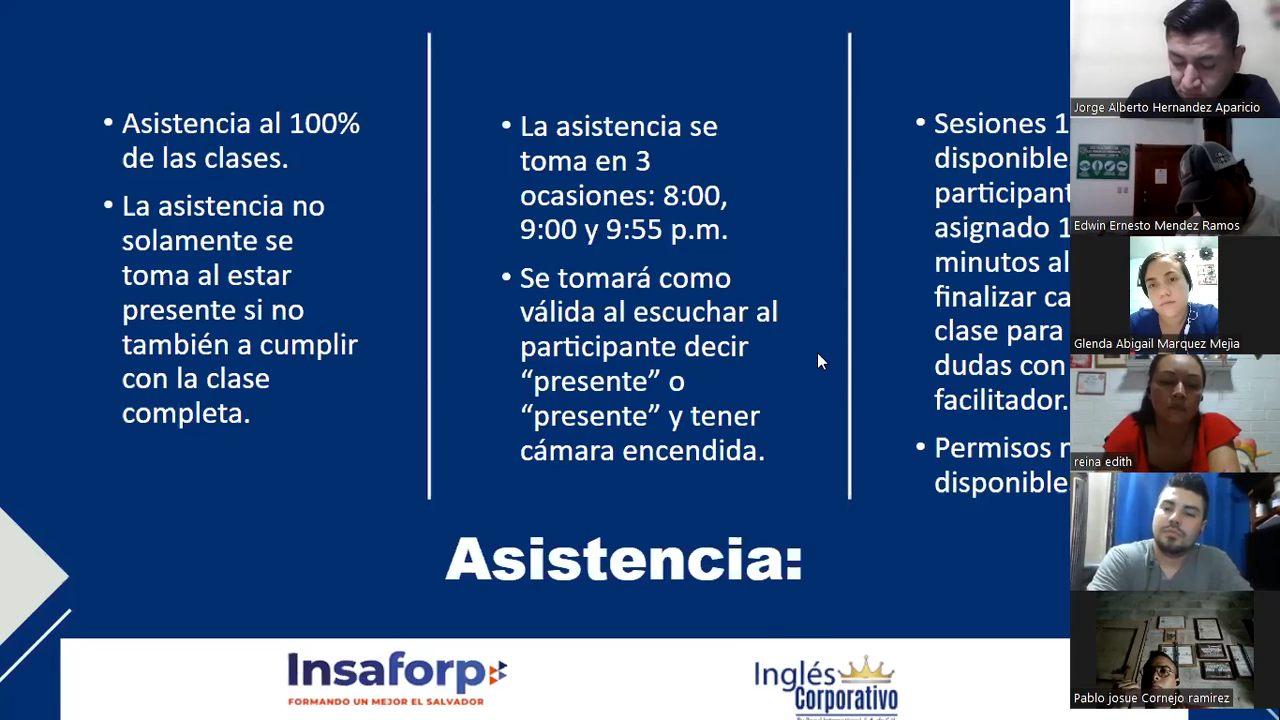 • Asistencia al 100%
de las clases.
• La asistencia no
solamente se
toma al estar
presente si no
también a cumplir
con la clase
completa.
• La asistencia se
toma en 3
ocasiones: 8:00,
9:00 y 9:55 p.m.
• Se tomará como
válida al escuchar al
participante decir
“presente” o
“presente” y tener
cámara encendida.
• Sesiones 1
disponible
participant
asignado 1
minutos al
finalizar ca
clase para
dudas con
facilitador.
• Permisos
disponible
Asistencia:
Insaforp
FORMANDO UN MEJOR EL SALVADOR
Inglés
Corporativo
Jorge Alberto Hernandez Aparicio
Edwin Ernesto Mendez Ramos
Glenda Abigail Marquez Mejia
reina edith
Pablo josue Cornejo ramirez